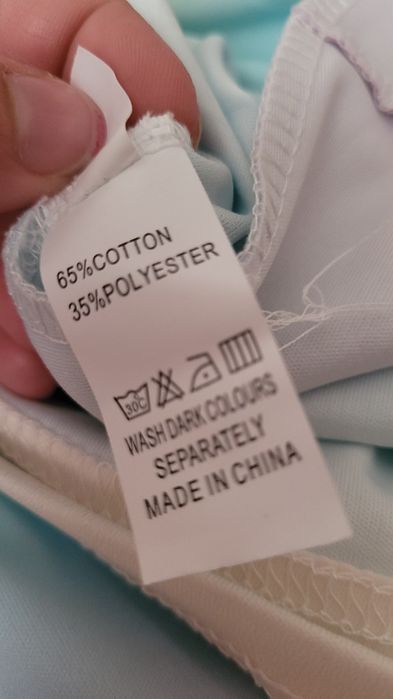 65%COTTON
35%POLYESTER
30C
WASH DARK COLOURS
SEPARATELY
MADE IN CHINA